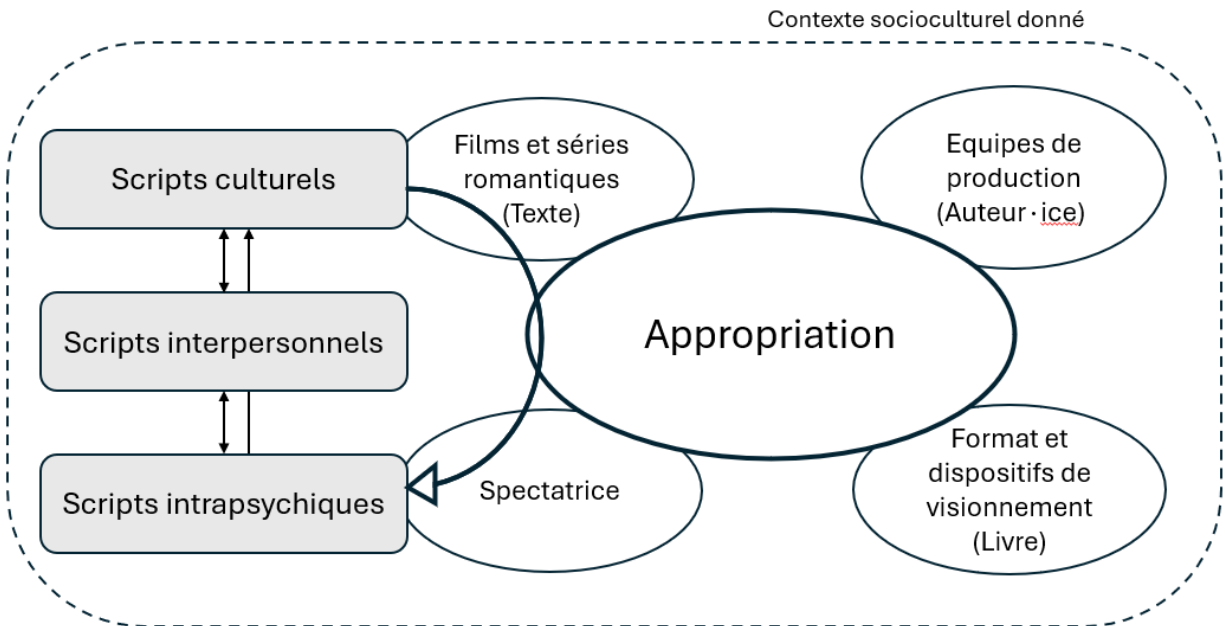 Contexte socioculturel donné
Scripts culturels
Films et séries
romantiques
(Texte)
Equipes de
production
(Auteur·ice)
Scripts interpersonnels
Appropriation
Scripts intrapsychiques
Spectatrice
Format et
dispositifs de
visionnement
(Livre)